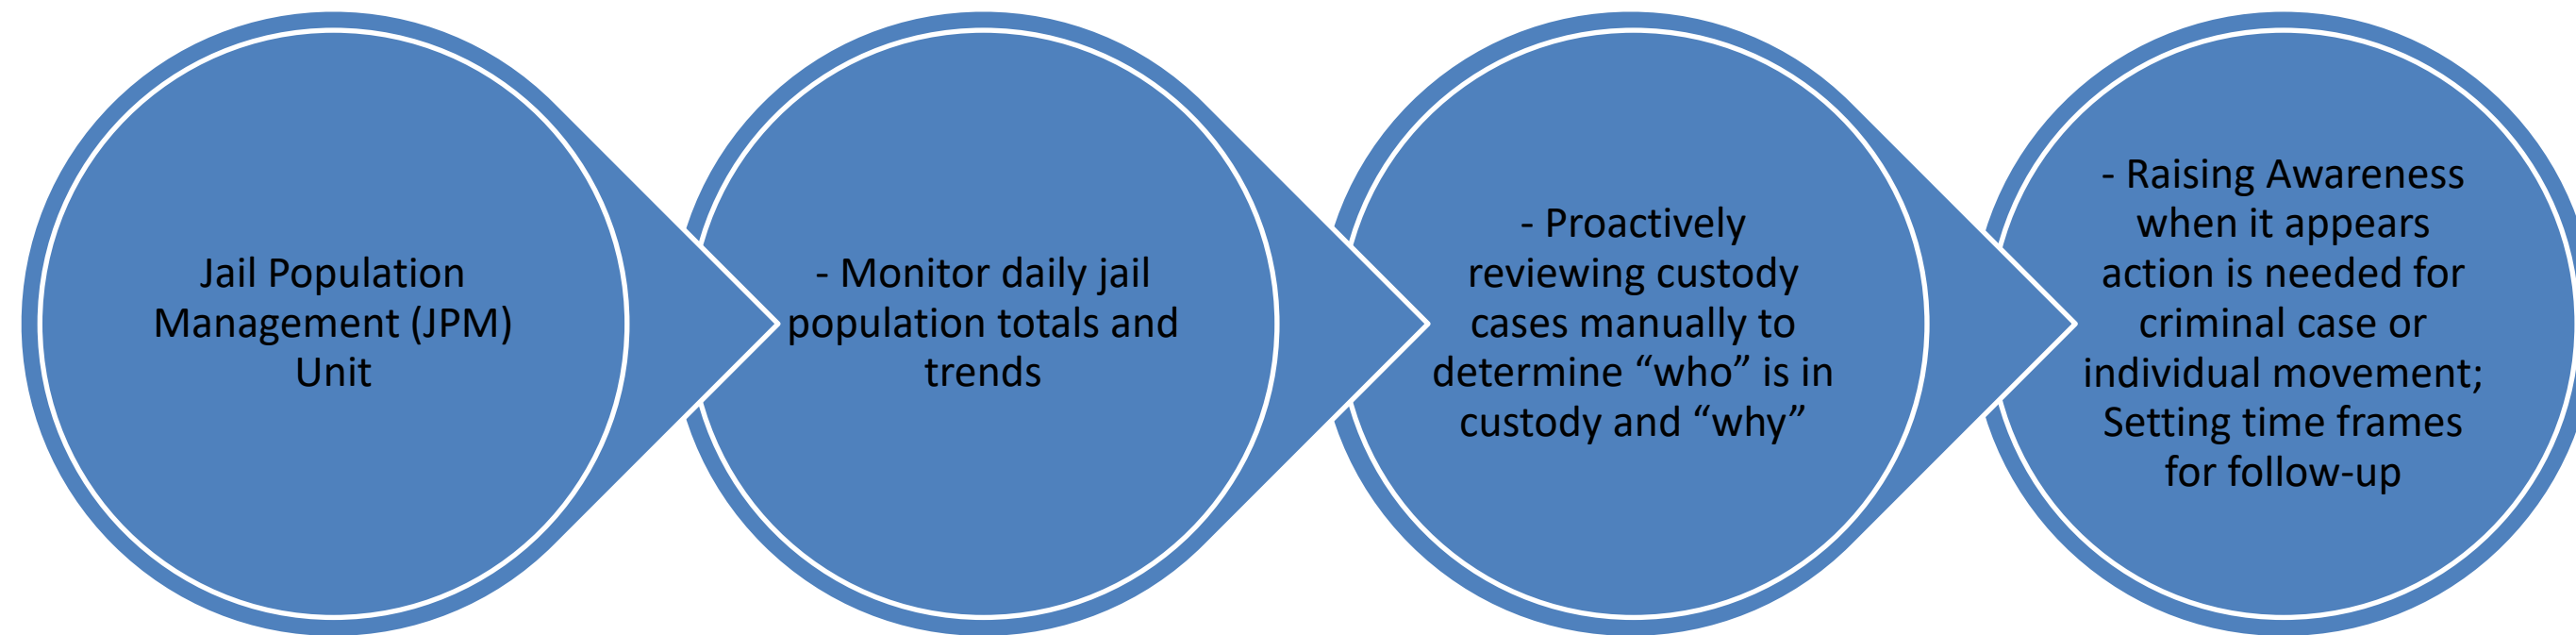 Jail Population
Management (JPM)
Unit
- Monitor daily jail
population totals and
trends
- Proactively
reviewing custody
cases manually to
determine “who” is in
custody and “why”
- Raising Awareness
when it appears
action is needed for
criminal case or
individual movement;
Setting time frames
for follow-up